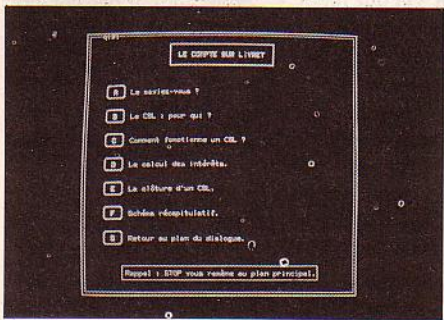 LE COMPTE SUR LIVRET
A Le saviez-vous ?
B Le CSL : pour qui ?
C Comment fonctionne un CSL ?
D Le calcul des intérêts.
E La clôture d'un CSL.
F Schéma récapitulatif.
G Retour au plan du dialogue.
Rappel : STOP vous ramène au plan principal.